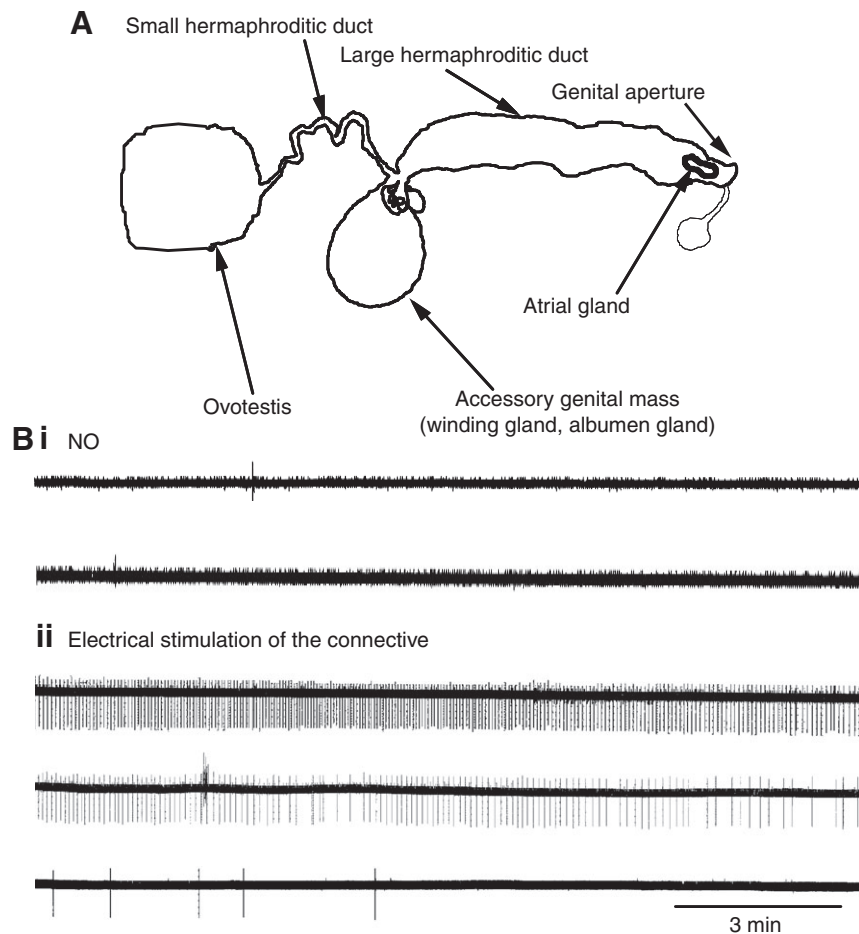 A
Small hermaphroditic duct
Large hermaphroditic duct
Genital aperture
Atrial gland
Ovotestis
Accessory genital mass
(winding gland, albumen gland)
B i NO
ii Electrical stimulation of the connective
3 min